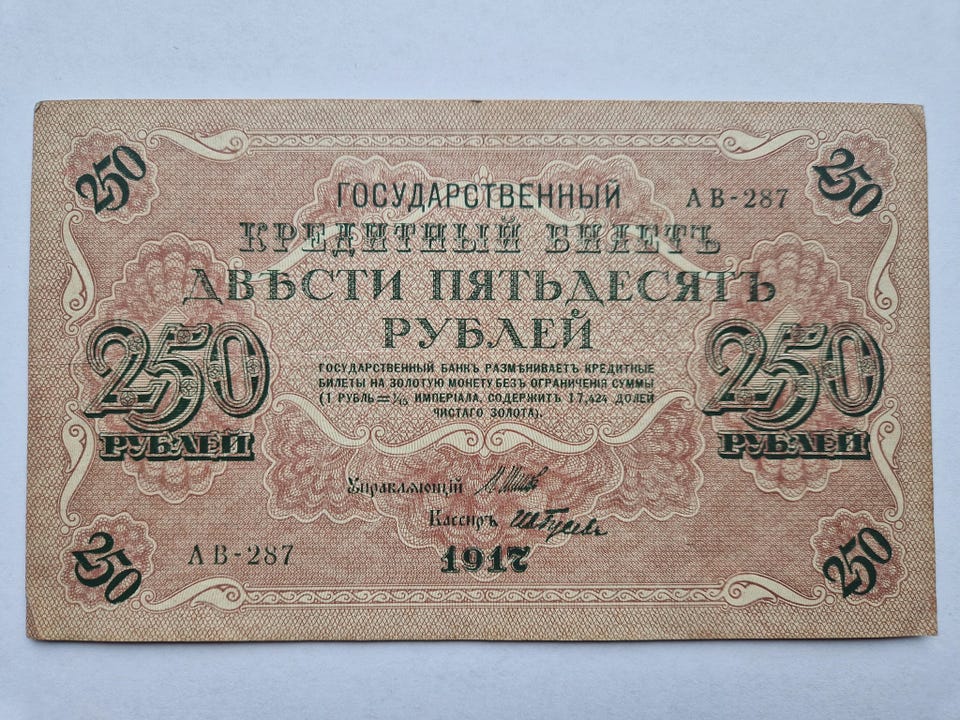 250 250
ГОСУДАРСТВЕННЫЙ АВ-287
КРЕДИТНЫЙ БИЛЕТЪ
ДВѢСТИ ПЯТЬДЕСЯТЪ
РУБЛЕЙ
250 250
РУБЛЕЙ РУБЛЕЙ
ГОСУДАРСТВЕННЫЙ БАНКЪ РАЗМѢНИВАЕТЪ КРЕДИТНЫЕ
БИЛЕТЫ НА ЗОЛОТУЮ МОНЕТУ БЕЗЪ ОГРАНИЧЕНІЯ СУММЫ
(1 РУБЛЬ = 1/15 ИМПЕРІАЛА, СОДЕРЖИТЪ 17,424 ДОЛЕЙ
ЧИСТАГО ЗОЛОТА).
Управляющій
Кассиръ
АВ-287 1917
250 250